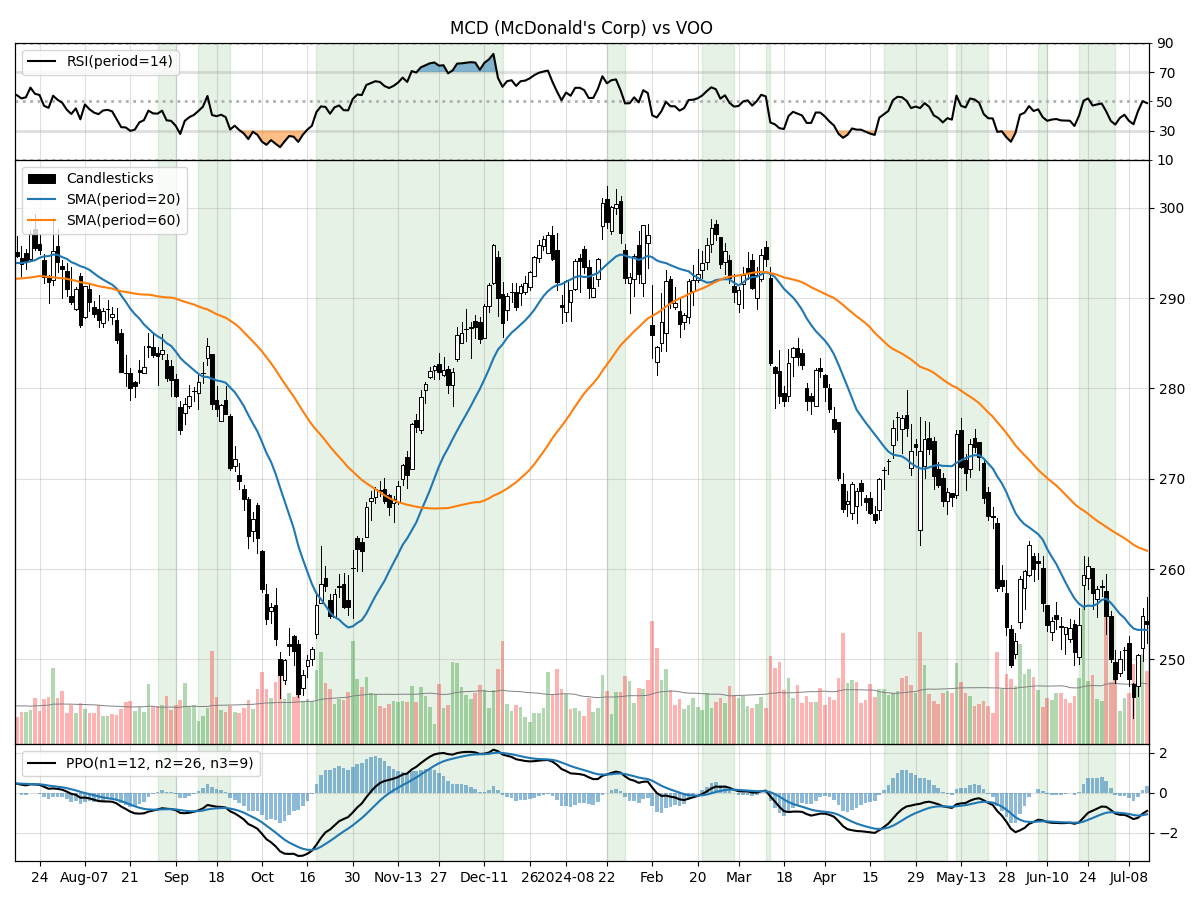 MCD (McDonald's Corp) vs VOO
RSI(period=14)
90
70
50
30
10
Candlesticks
SMA(period=20)
SMA(period=60)
300
290
280
270
260
250
PPO(n1=12, n2=26, n3=9)
2
0
−2
24 Aug-07 21 Sep 18 Oct 16 30 Nov-13 27 Dec-11 262024-08 22 Feb 20 Mar 18 Apr 15 29 May-13 28 Jun-10 24 Jul-08